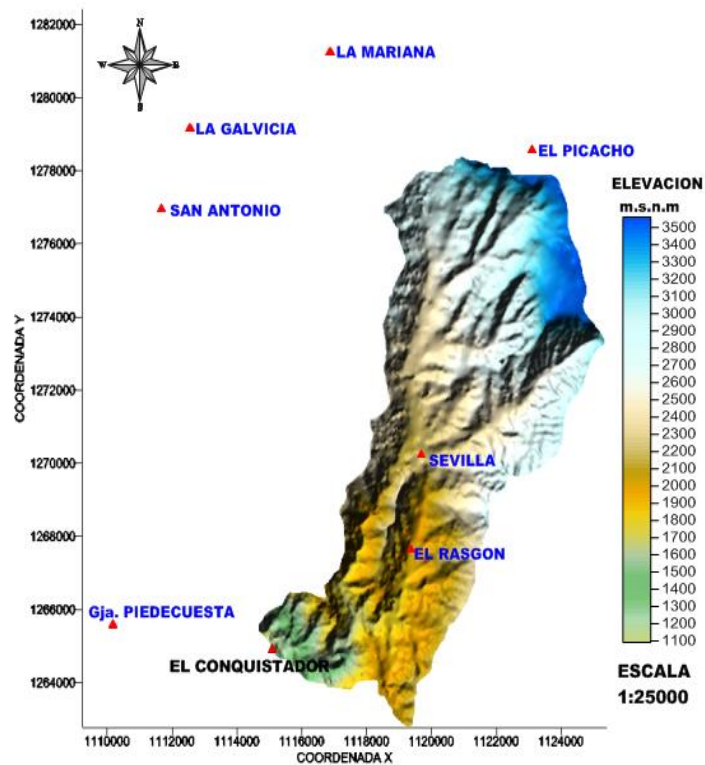 1282000
1280000
1278000
1276000
1274000
1272000
1270000
1268000
1266000
1264000
COORDENADA Y
N
W
E
S
LA MARIANA
LA GALVICIA
EL PICACHO
SAN ANTONIO
SEVILLA
EL RASGON
Gja. PIEDECUESTA
EL CONQUISTADOR
ELEVACION
m.s.n.m
3500
3400
3300
3200
3100
3000
2900
2800
2700
2600
2500
2400
2300
2200
2100
2000
1900
1800
1700
1600
1500
1400
1300
1200
1100
ESCALA
1:25000
1110000
1112000
1114000
1116000
1118000
1120000
1122000
1124000
COORDENADA X